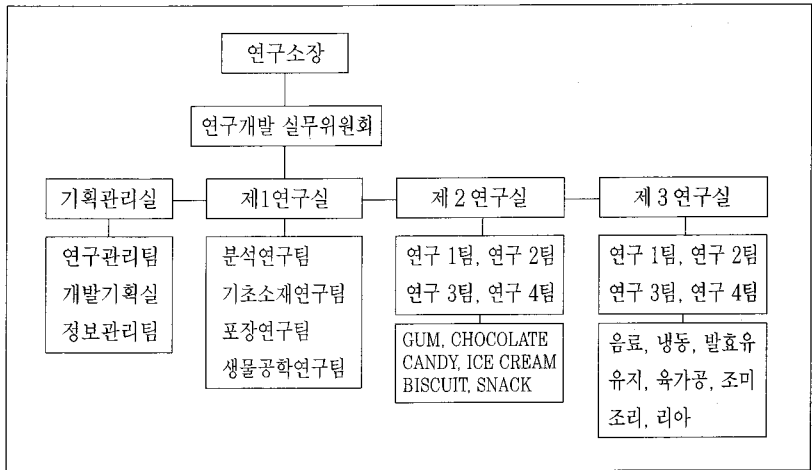 연구소장
연구개발 실무위원회
기획관리실
제1연구실
제 2 연구실
제 3 연구실
연구관리팀
개발기획실
정보관리팀
분석연구팀
기초소재연구팀
포장연구팀
생물공학연구팀
연구 1팀, 연구 2팀
연구 3팀, 연구 4팀
GUM, CHOCOLATE
CANDY, ICE CREAM
BISCUIT, SNACK
연구 1팀, 연구 2팀
연구 3팀, 연구 4팀
음료, 냉동, 발효유
유지, 육가공, 조미
조리, 리아